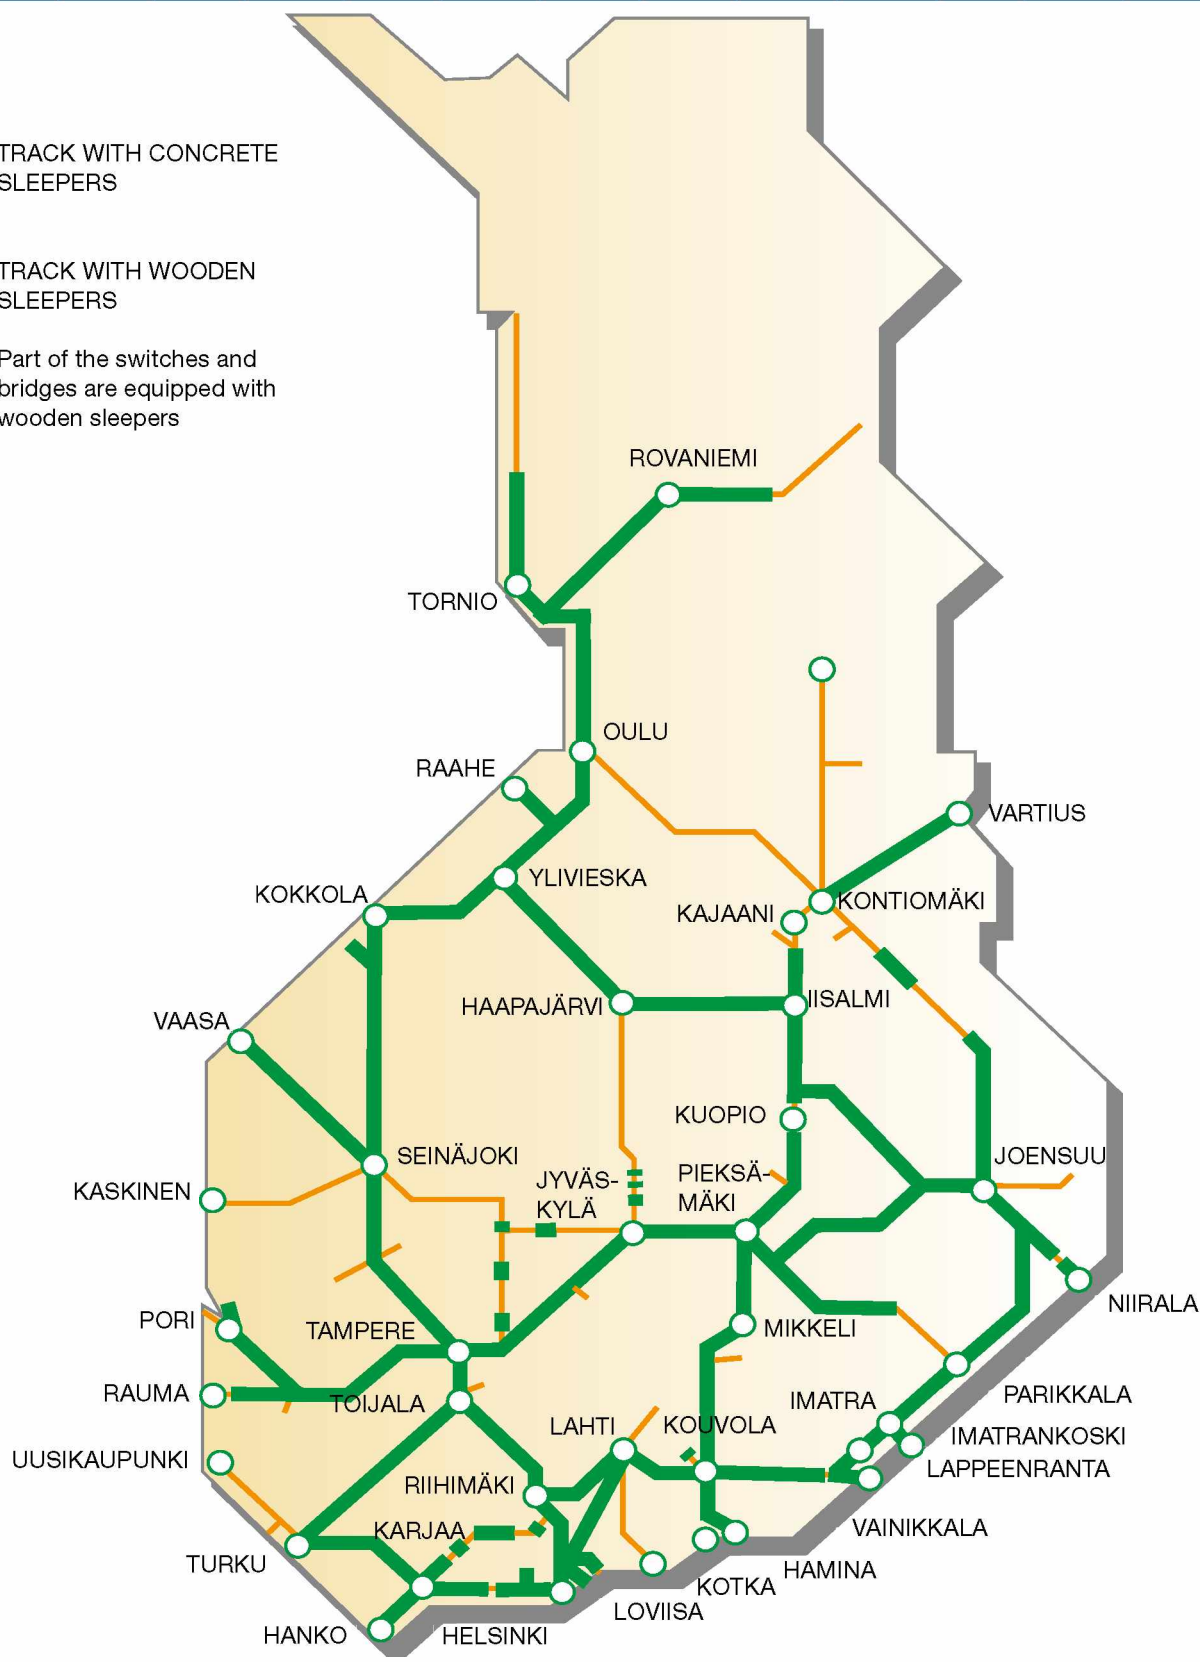 TRACK WITH CONCRETE
SLEEPERS
TRACK WITH WOODEN
SLEEPERS
Part of the switches and
bridges are equipped with
wooden sleepers
ROVANIEMI
TORNIO
OULU
RAAHE
VARTIUS
YLIVIESKA
KOKKOLA
KAJAANI
KONTIOMÄKI
HAAPAJÄRVI
IISALMI
VAASA
KUOPIO
SEINÄJOKI
JOENSUU
JYVÄS-
KYLÄ
PIEKSÄ-
MÄKI
KASKINEN
NIIRALA
PORI
TAMPERE
MIKKELI
RAUMA
TOIJALA
IMATRA
PARIKKALA
LAHTI
KOUVOLA
IMATRANKOSKI
UUSIKAUPUNKI
LAPPEENRANTA
RIIHIMÄKI
KARJAA
VAINIKKALA
TURKU
HAMINA
KOTKA
LOVIISA
HANKO
HELSINKI